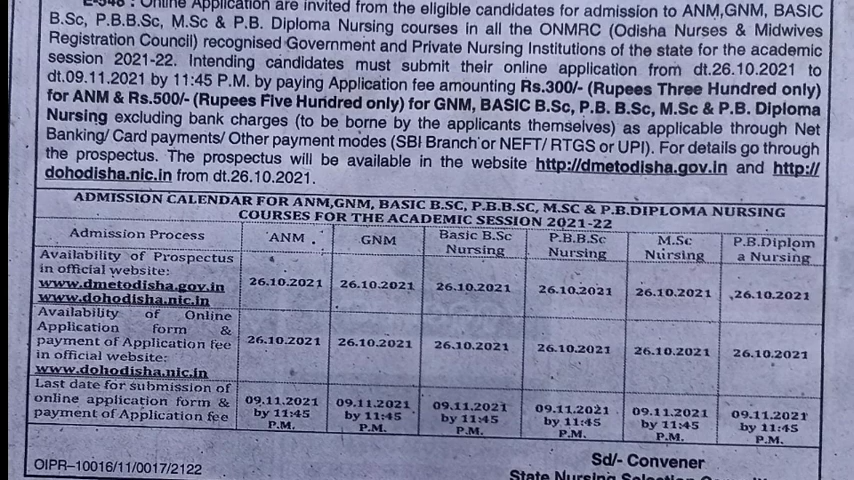 E-548 : Online Application are invited from the eligible candidates for admission to ANM,GNM, BASIC
B.Sc, P.B.B.Sc, M.Sc & P.B. Diploma Nursing courses in all the ONMRC (Odisha Nurses & Midwives
Registration Council) recognised Government and Private Nursing Institutions of the state for the academic
session 2021-22. Intending candidates must submit their online application from dt.26.10.2021 to
dt.09.11.2021 by 11:45 P.M. by paying Application fee amounting Rs.300/- (Rupees Three Hundred only)
for ANM & Rs.500/- (Rupees Five Hundred only) for GNM, BASIC B.Sc, P.B. B.Sc, M.Sc & P.B. Diploma
Nursing excluding bank charges (to be borne by the applicants themselves) as applicable through Net
Banking/ Card payments/ Other payment modes (SBI Branch or NEFT/ RTGS or UPI). For details go through
the prospectus. The prospectus will be available in the website http://dmetodisha.gov.in and http://
dohodisha.nic.in from dt.26.10.2021.
ADMISSION CALENDAR FOR ANM,GNM, BASIC B.SC, P.B.B.SC, M.SC & P.B.DIPLOMA NURSING
COURSES FOR THE ACADEMIC SESSION 2021-22
Admission Process ANM GNM Basic B.Sc Nursing P.B.B.Sc Nursing M.Sc Nursing P.B.Diplom a Nursing
Availability of Prospectus
in official website:
www.dmetodisha.gov.in
www.dohodisha.nic.in
26.10.2021 26.10.2021 26.10.2021 26.10.2021 26.10.2021 26.10.2021
Availability of Online
Application form &
payment of Application fee
in official website:
www.dohodisha.nic.in
26.10.2021 26.10.2021 26.10.2021 26.10.2021 26.10.2021 26.10.2021
Last date for submission of
online application form &
payment of Application fee
09.11.2021 09.11.2021 09.11.2021 09.11.2021 09.11.2021 09.11.2021
by 11:45 by 11:45 by 11:45 by 11:45 by 11:45 by 11:45
P.M. P.M. P.M. P.M. P.M. P.M.
Sd/- Convener
OIPR–10016/11/0017/2122
State Nursing Selection